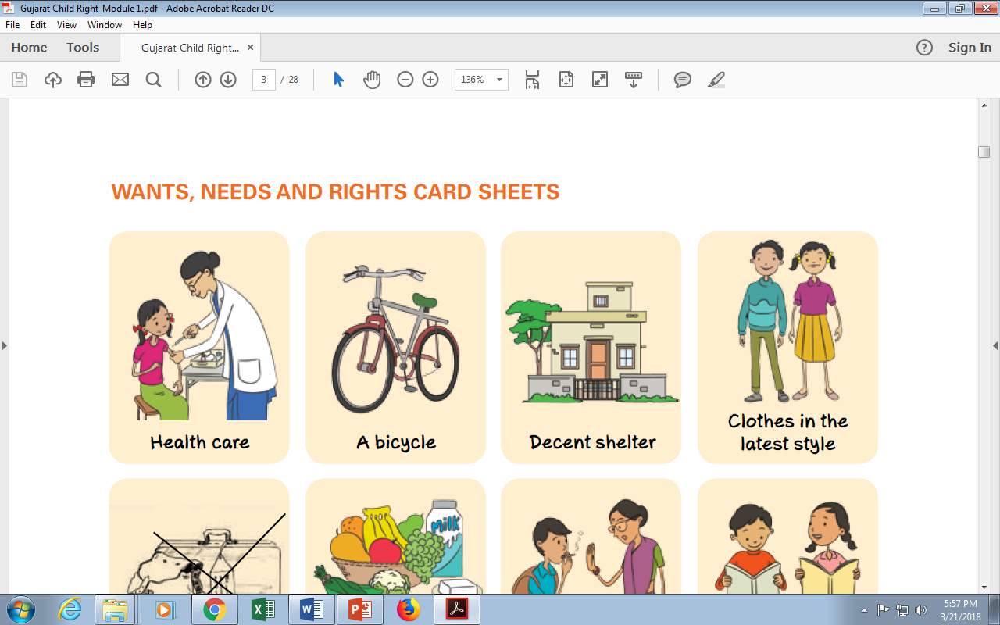 Gujarat Child Right_Module 1.pdf - Adobe Acrobat Reader DC
File Edit View Window Help
Home Tools Gujarat Child Right... × Sign In
3 / 28 136%
WANTS, NEEDS AND RIGHTS CARD SHEETS
Health care
A bicycle
Decent shelter
Clothes in the
latest style
Milk
5:57 PM
3/21/2018